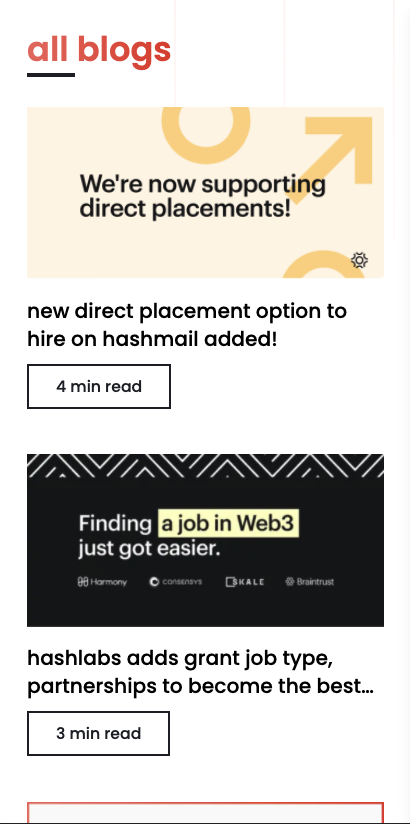 all blogs
We're now supporting
direct placements!
new direct placement option to
hire on hashmail added!
4 min read
Finding a job in Web3
just got easier.
Harmony CONSENSYS SKALE Braintrust
hashlabs adds grant job type,
partnerships to become the best...
3 min read